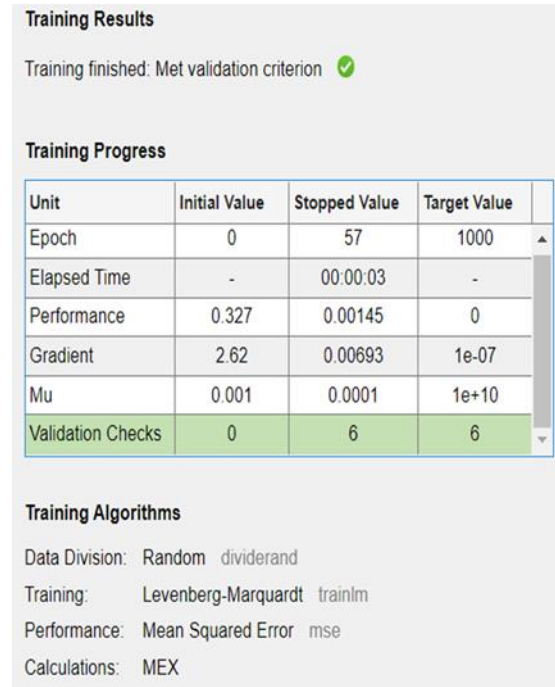 Training Results
Training finished: Met validation criterion
Training Progress
Unit Initial Value Stopped Value Target Value
Epoch 0 57 1000
Elapsed Time - 00:00:03 -
Performance 0.327 0.00145 0
Gradient 2.62 0.00693 1e-07
Mu 0.001 0.0001 1e+10
Validation Checks 0 6 6
Training Algorithms
Data Division: Random dividerand
Training: Levenberg-Marquardt trainlm
Performance: Mean Squared Error mse
Calculations: MEX